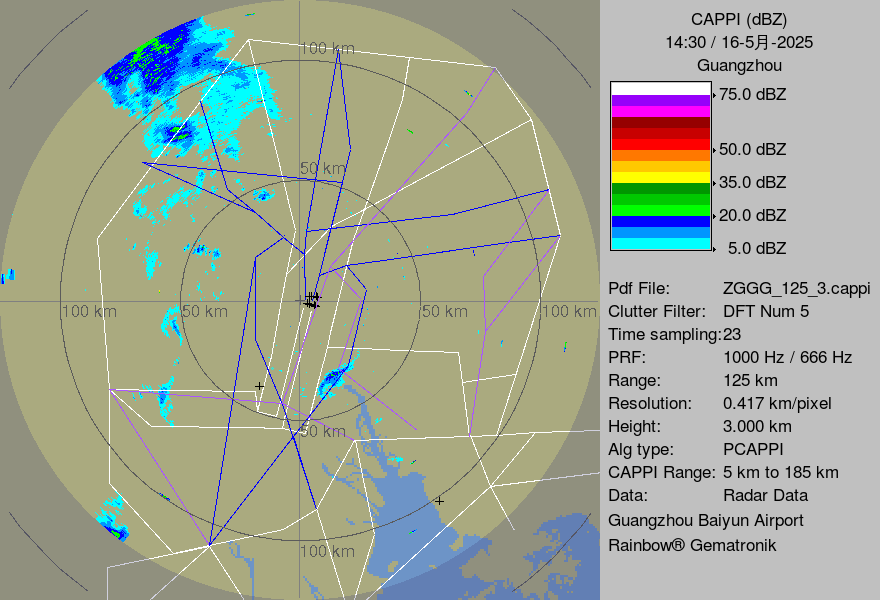 CAPPI (dBZ)
14:30 / 16-5月-2025
Guangzhou
75.0 dBZ
50.0 dBZ
35.0 dBZ
20.0 dBZ
5.0 dBZ
Pdf File: ZGGG_125_3.cappi
Clutter Filter: DFT Num 5
Time sampling:23
PRF: 1000 Hz / 666 Hz
Range: 125 km
Resolution: 0.417 km/pixel
Height: 3.000 km
Alg type: PCAPPI
CAPPI Range: 5 km to 185 km
Data: Radar Data
Guangzhou Baiyun Airport
Rainbow® Gematronik
100 km
50 km
100 km 50 km 50 km 100 km
50 km
100 km